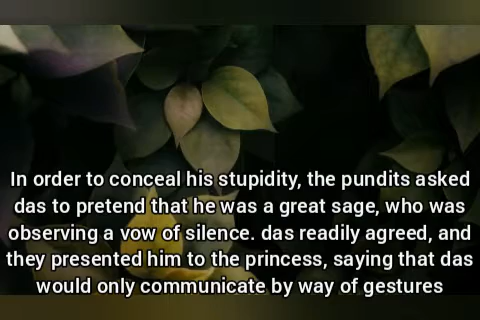 In order to conceal his stupidity, the pundits asked
das to pretend that he was a great sage, who was
observing a vow of silence. das readily agreed, and
they presented him to the princess, saying that das
would only communicate by way of gestures